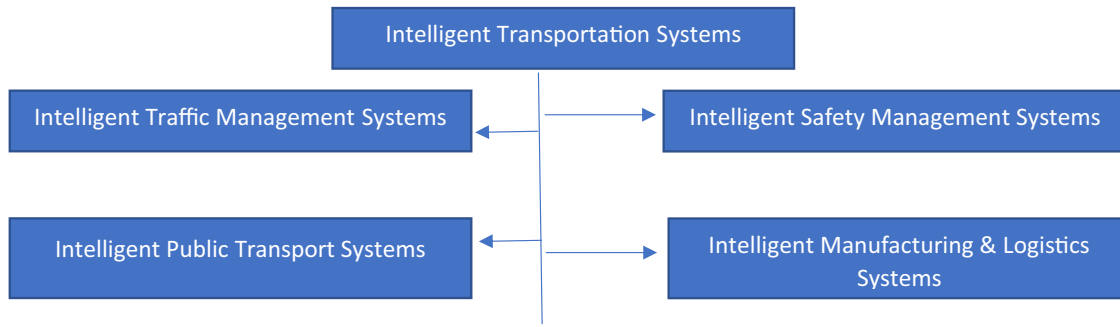 Intelligent Transportation Systems
Intelligent Traffic Management Systems
Intelligent Safety Management Systems
Intelligent Public Transport Systems
Intelligent Manufacturing & Logistics
Systems